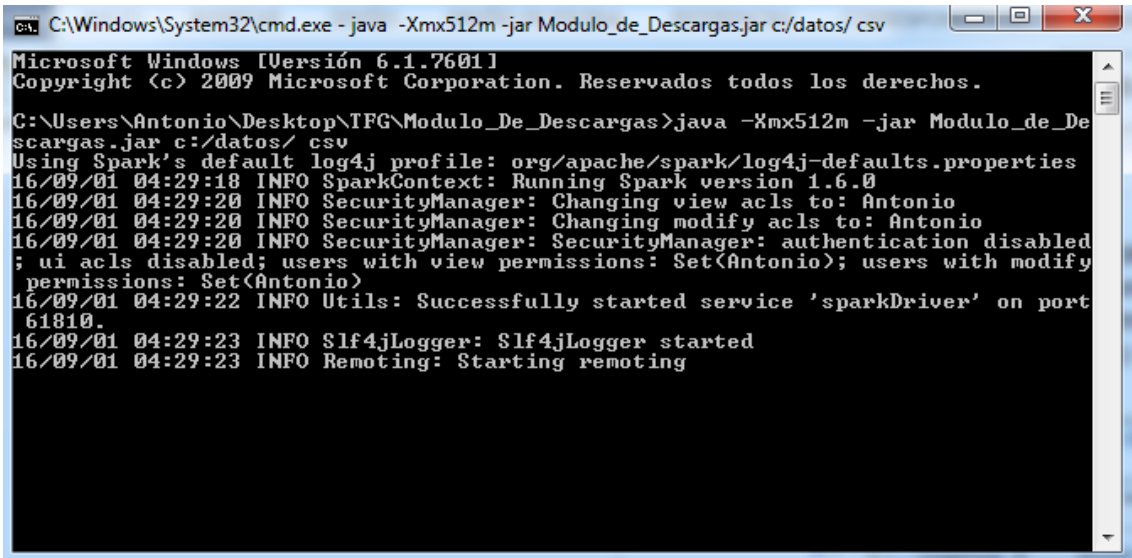 C:\Windows\System32\cmd.exe - java -Xmx512m -jar Modulo_de_Descargas.jar c:/datos/ csv
Microsoft Windows [Versión 6.1.7601]
Copyright (c) 2009 Microsoft Corporation. Reservados todos los derechos.
C:\Users\Antonio\Desktop\TFG\Modulo_De_Descargas>java -Xmx512m -jar Modulo_de_De
scargas.jar c:/datos/ csv
Using Spark's default log4j profile: org/apache/spark/log4j-defaults.properties
16/09/01 04:29:18 INFO SparkContext: Running Spark version 1.6.0
16/09/01 04:29:20 INFO SecurityManager: Changing view acls to: Antonio
16/09/01 04:29:20 INFO SecurityManager: Changing modify acls to: Antonio
16/09/01 04:29:20 INFO SecurityManager: SecurityManager: authentication disabled
; ui acls disabled; users with view permissions: Set(Antonio); users with modify
permissions: Set(Antonio)
16/09/01 04:29:22 INFO Utils: Successfully started service 'sparkDriver' on port
61810.
16/09/01 04:29:23 INFO Slf4jLogger: Slf4jLogger started
16/09/01 04:29:23 INFO Remoting: Starting remoting